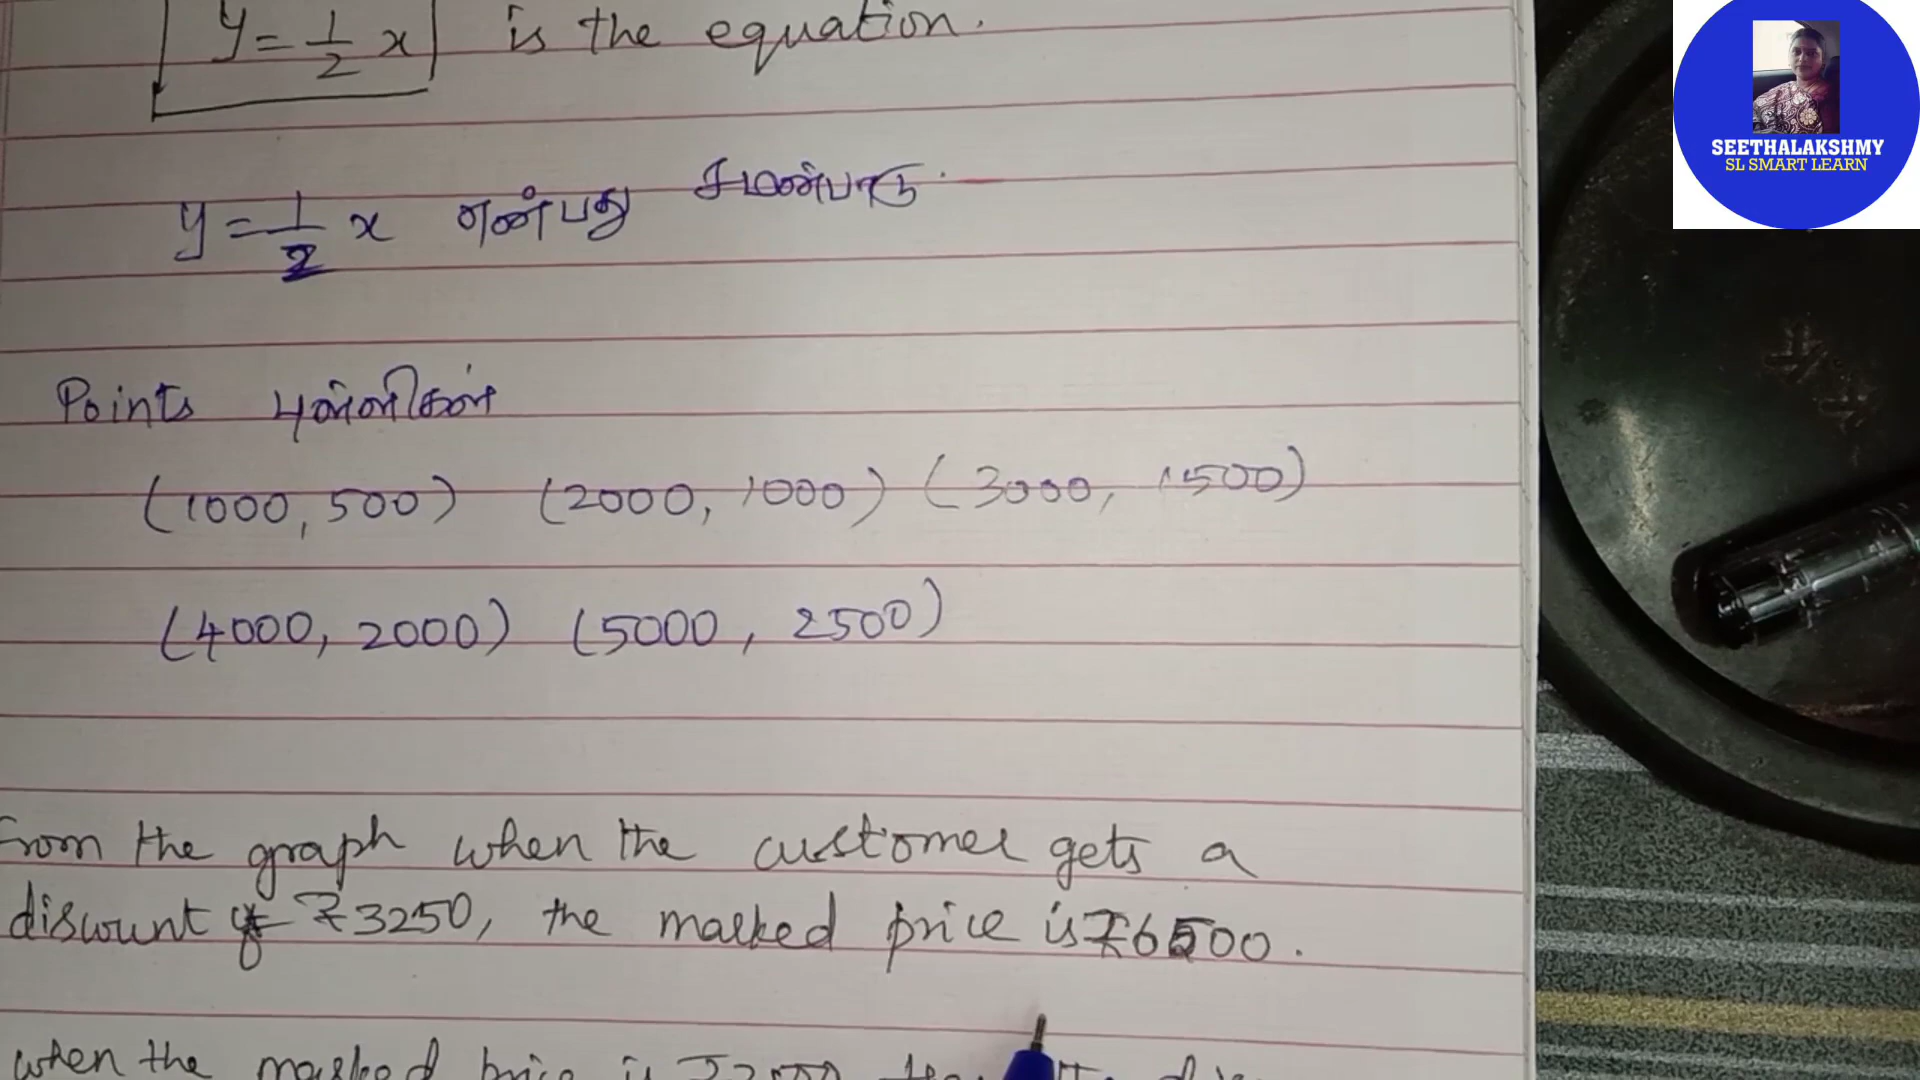 y = 1/2 x is the equation.
SEETHALAKSHMY
SL SMART LEARN
y = 1/2 x என்பது சமன்பாடு.
Points புள்ளிகள்
(1000, 500) (2000, 1000) (3000, 1500)
(4000, 2000) (5000, 2500)
From the graph when the customer gets a
discount of ₹3250, the marked price is ₹6500.
when the marked price is